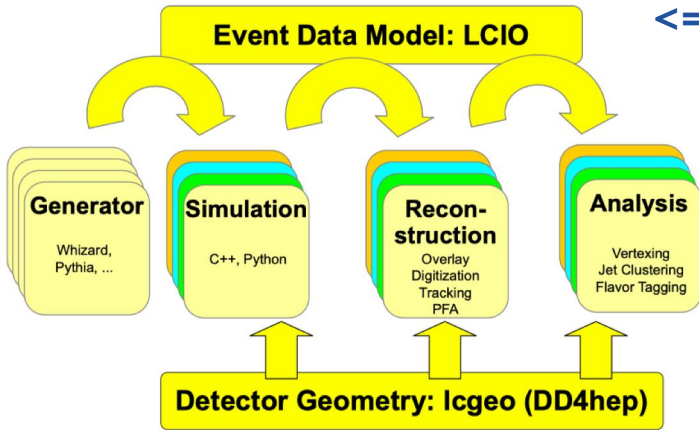 Event Data Model: LCIO
<=
Generator
Whizard,
Pythia, ...
Simulation
C++, Python
Recon-
struction
Overlay
Digitization
Tracking
PFA
Analysis
Vertexing
Jet Clustering
Flavor Tagging
Detector Geometry: lcgeo (DD4hep)